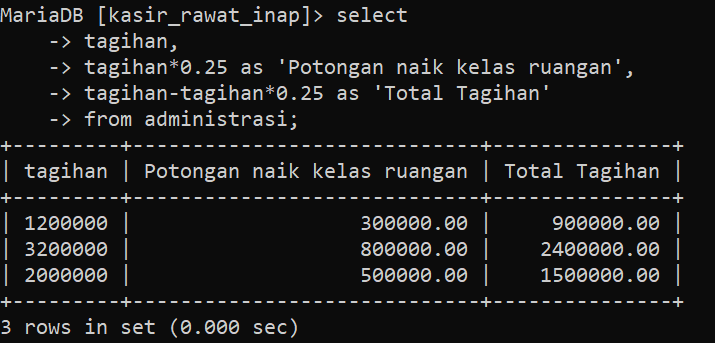 MariaDB [kasir_rawat_inap]> select
    -> tagihan,
    -> tagihan*0.25 as 'Potongan naik kelas ruangan',
    -> tagihan-tagihan*0.25 as 'Total Tagihan'
    -> from administrasi;
+---------+-----------------------------+---------------+
| tagihan | Potongan naik kelas ruangan | Total Tagihan |
+---------+-----------------------------+---------------+
| 1200000 |                   300000.00 |     900000.00 |
| 3200000 |                   800000.00 |    2400000.00 |
| 2000000 |                   500000.00 |    1500000.00 |
+---------+-----------------------------+---------------+
3 rows in set (0.000 sec)